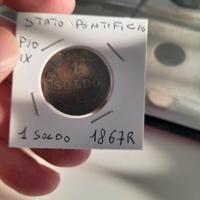 STATO PONTIFICIO
PIO
IX
1
SOLDO
1 SOLDO 1867R